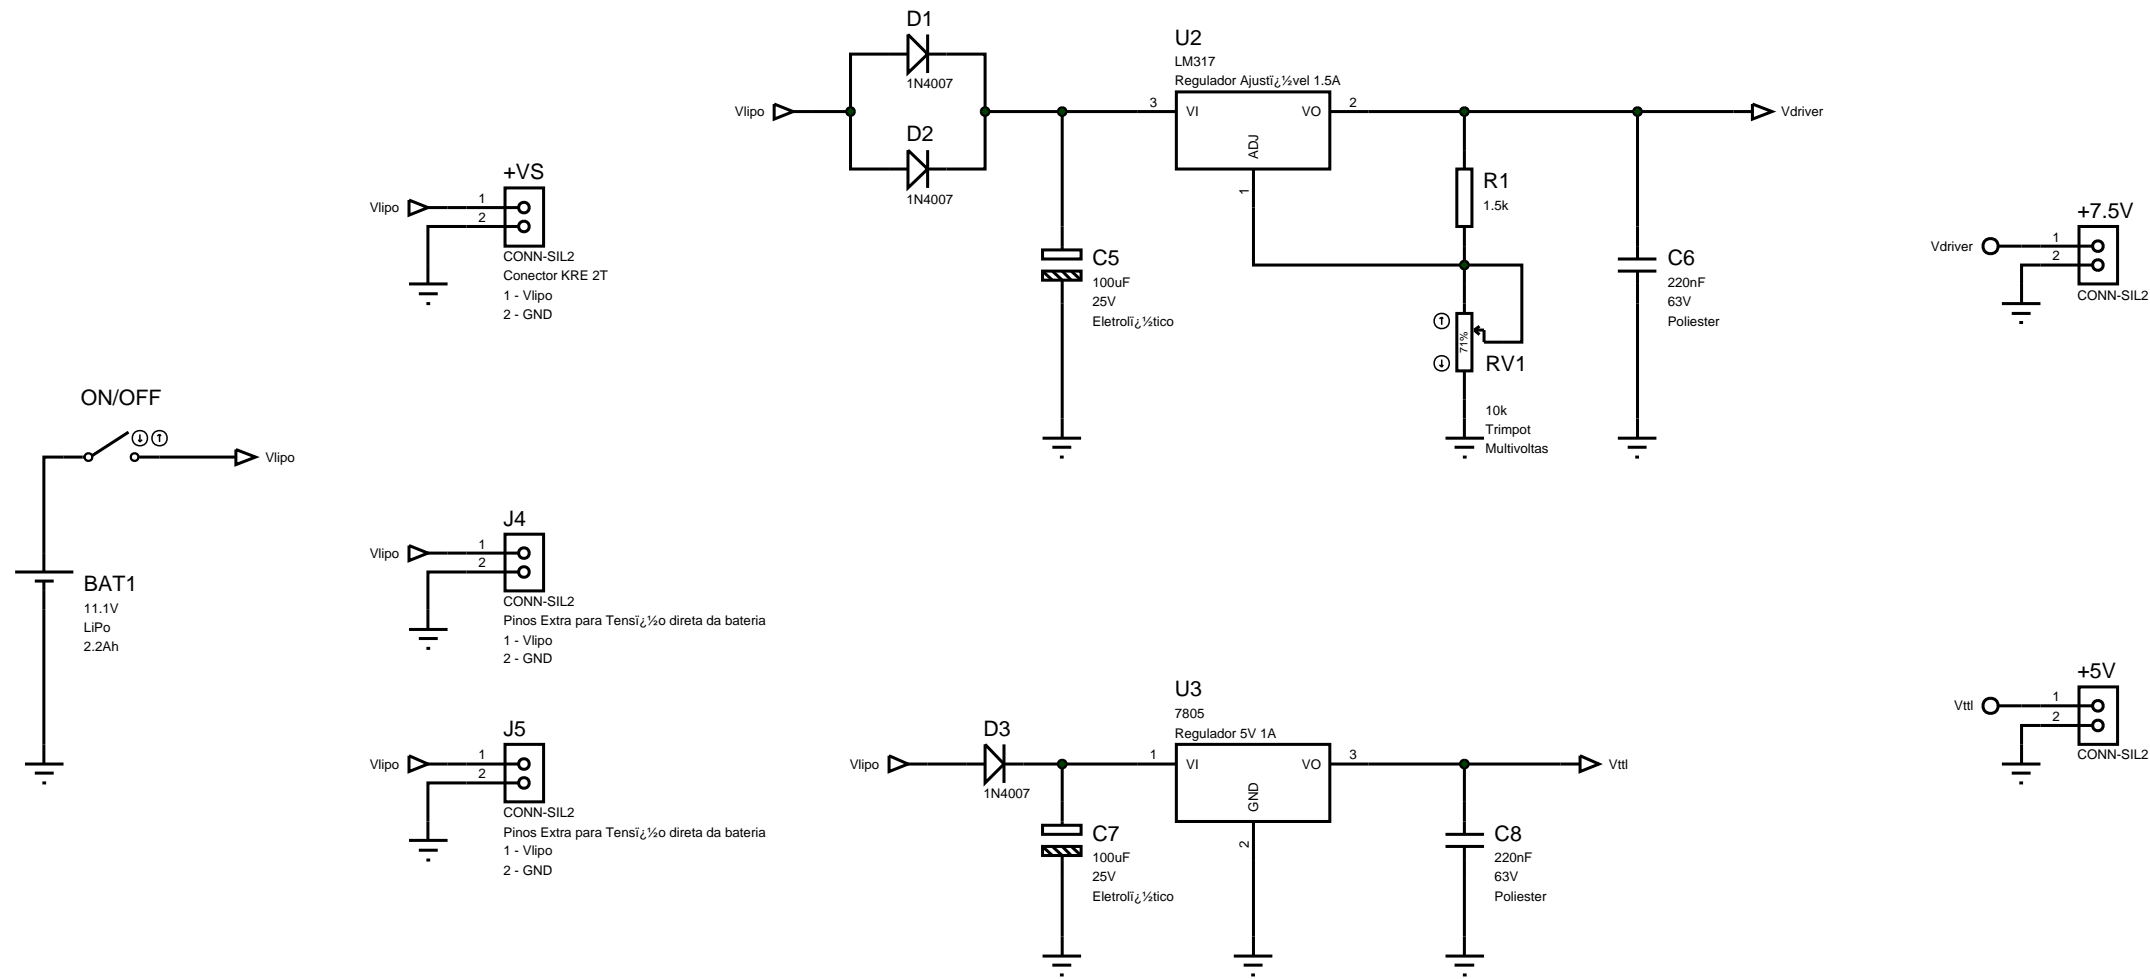 D1
1N4007
D2
1N4007
Vlipo
U2
LM317
Regulador Ajustï¿½vel 1.5A
3
VI
VO
2
ADJ
1
Vdriver
R1
1.5k
C5
100uF
25V
Eletrolï¿½tico
C6
220nF
63V
Poliester
71%
RV1
10k
Trimpot
Multivoltas
+VS
Vlipo
1
2
CONN-SIL2
Conector KRE 2T
1 - Vlipo
2 - GND
+7.5V
Vdriver
1
2
CONN-SIL2
ON/OFF
Vlipo
BAT1
11.1V
LiPo
2.2Ah
J4
Vlipo
1
2
CONN-SIL2
Pinos Extra para Tensï¿½o direta da bateria
1 - Vlipo
2 - GND
J5
Vlipo
1
2
CONN-SIL2
Pinos Extra para Tensï¿½o direta da bateria
1 - Vlipo
2 - GND
Vlipo
D3
1N4007
U3
7805
Regulador 5V 1A
1
VI
VO
3
GND
2
Vttl
C7
100uF
25V
Eletrolï¿½tico
C8
220nF
63V
Poliester
+5V
Vttl
1
2
CONN-SIL2